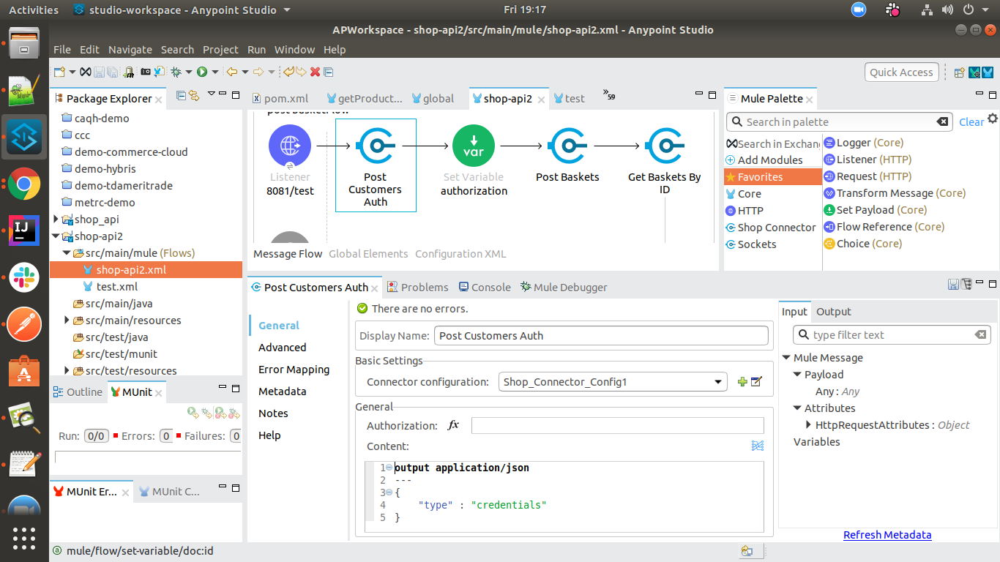 Activities
studio-workspace - Anypoint Studio
Fri 19:17
APWorkspace - shop-api2/src/main/mule/shop-api2.xml - Anypoint Studio
File Edit Navigate Search Project Run Window Help
Quick Access
Package Explorer
caqh-demo
ccc
demo-commerce-cloud
demo-hybris
demo-tdameritrade
metrc-demo
shop_api
shop-api2
src/main/mule (Flows)
shop-api2.xml
test.xml
src/main/java
src/main/resources
src/test/java
src/test/munit
src/test/resources
Outline
MUnit
Run: 0/0 Errors: 0 Failures: 0
MUnit Er...
MUnit C...
mule/flow/set-variable/doc:id
pom.xml
getProduct...
global
shop-api2
test
»59
post basketFlow
Listener
8081/test
Post
Customers
Auth
var
Set Variable
authorization
Post Baskets
Get Baskets By
ID
Message Flow Global Elements Configuration XML
Mule Palette
Search in palette
Clear
Search in Exchan
Add Modules
Favorites
Core
HTTP
Shop Connector
Sockets
Logger (Core)
Listener (HTTP)
Request (HTTP)
Transform Message (Core)
Set Payload (Core)
Flow Reference (Core)
Choice (Core)
Post Customers Auth
Problems
Console
Mule Debugger
General
Advanced
Error Mapping
Metadata
Notes
Help
There are no errors.
Display Name: Post Customers Auth
Basic Settings
Connector configuration: Shop_Connector_Config1
General
Authorization: fx
Content:
1 output application/json
2 ---
3 {
4 "type" : "credentials"
5 }
Input
Output
type filter text
Mule Message
Payload
Any : Any
Attributes
HttpRequestAttributes : Object
Variables
Refresh Metadata